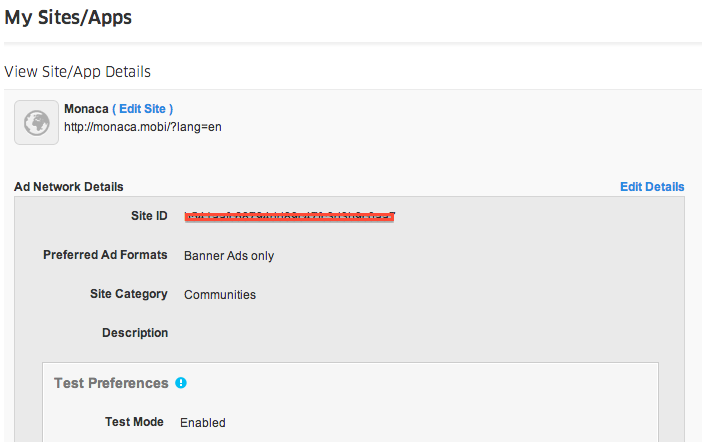 My Sites/Apps
View Site/App Details
Monaca ( Edit Site )
http://monaca.mobi/?lang=en
Ad Network Details Edit Details
Site ID
Preferred Ad Formats Banner Ads only
Site Category Communities
Description
Test Preferences
Test Mode Enabled